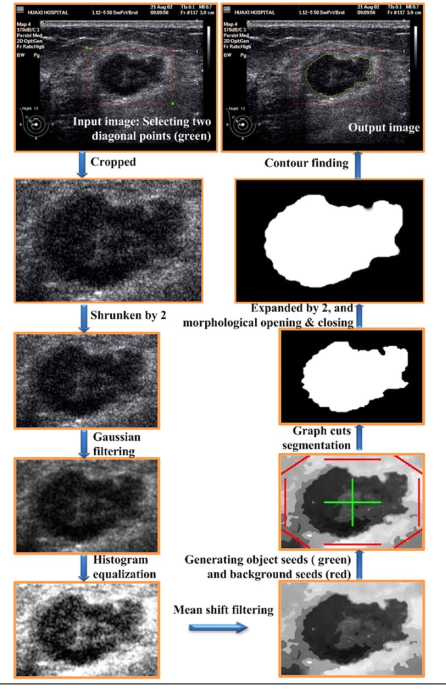 Map 4
170dB/C 3
Persist Med
2D Opt:Gen
Fr Rate:High
HUAXI HOSPITAL
L12-5 50 SmPrt/Brst
21 Aug 02
09:09:56
TIs 0.1 MI 0.7
Fr #157 3.9 cm
BW Pg
Input image: Selecting two
diagonal points (green)
Map 4
170dB/C 3
Persist Med
2D Opt:Gen
Fr Rate:High
HUAXI HOSPITAL
L12-5 50 SmPrt/Brst
21 Aug 02
09:09:56
TIs 0.1 MI 0.7
Fr #157 3.9 cm
BW Pg
Output image
Cropped
Contour finding
Shrunken by 2
Expanded by 2, and
morphological opening & closing
Gaussian
filtering
Graph cuts
segmentation
Histogram
equalization
Generating object seeds ( green)
and background seeds (red)
Mean shift filtering